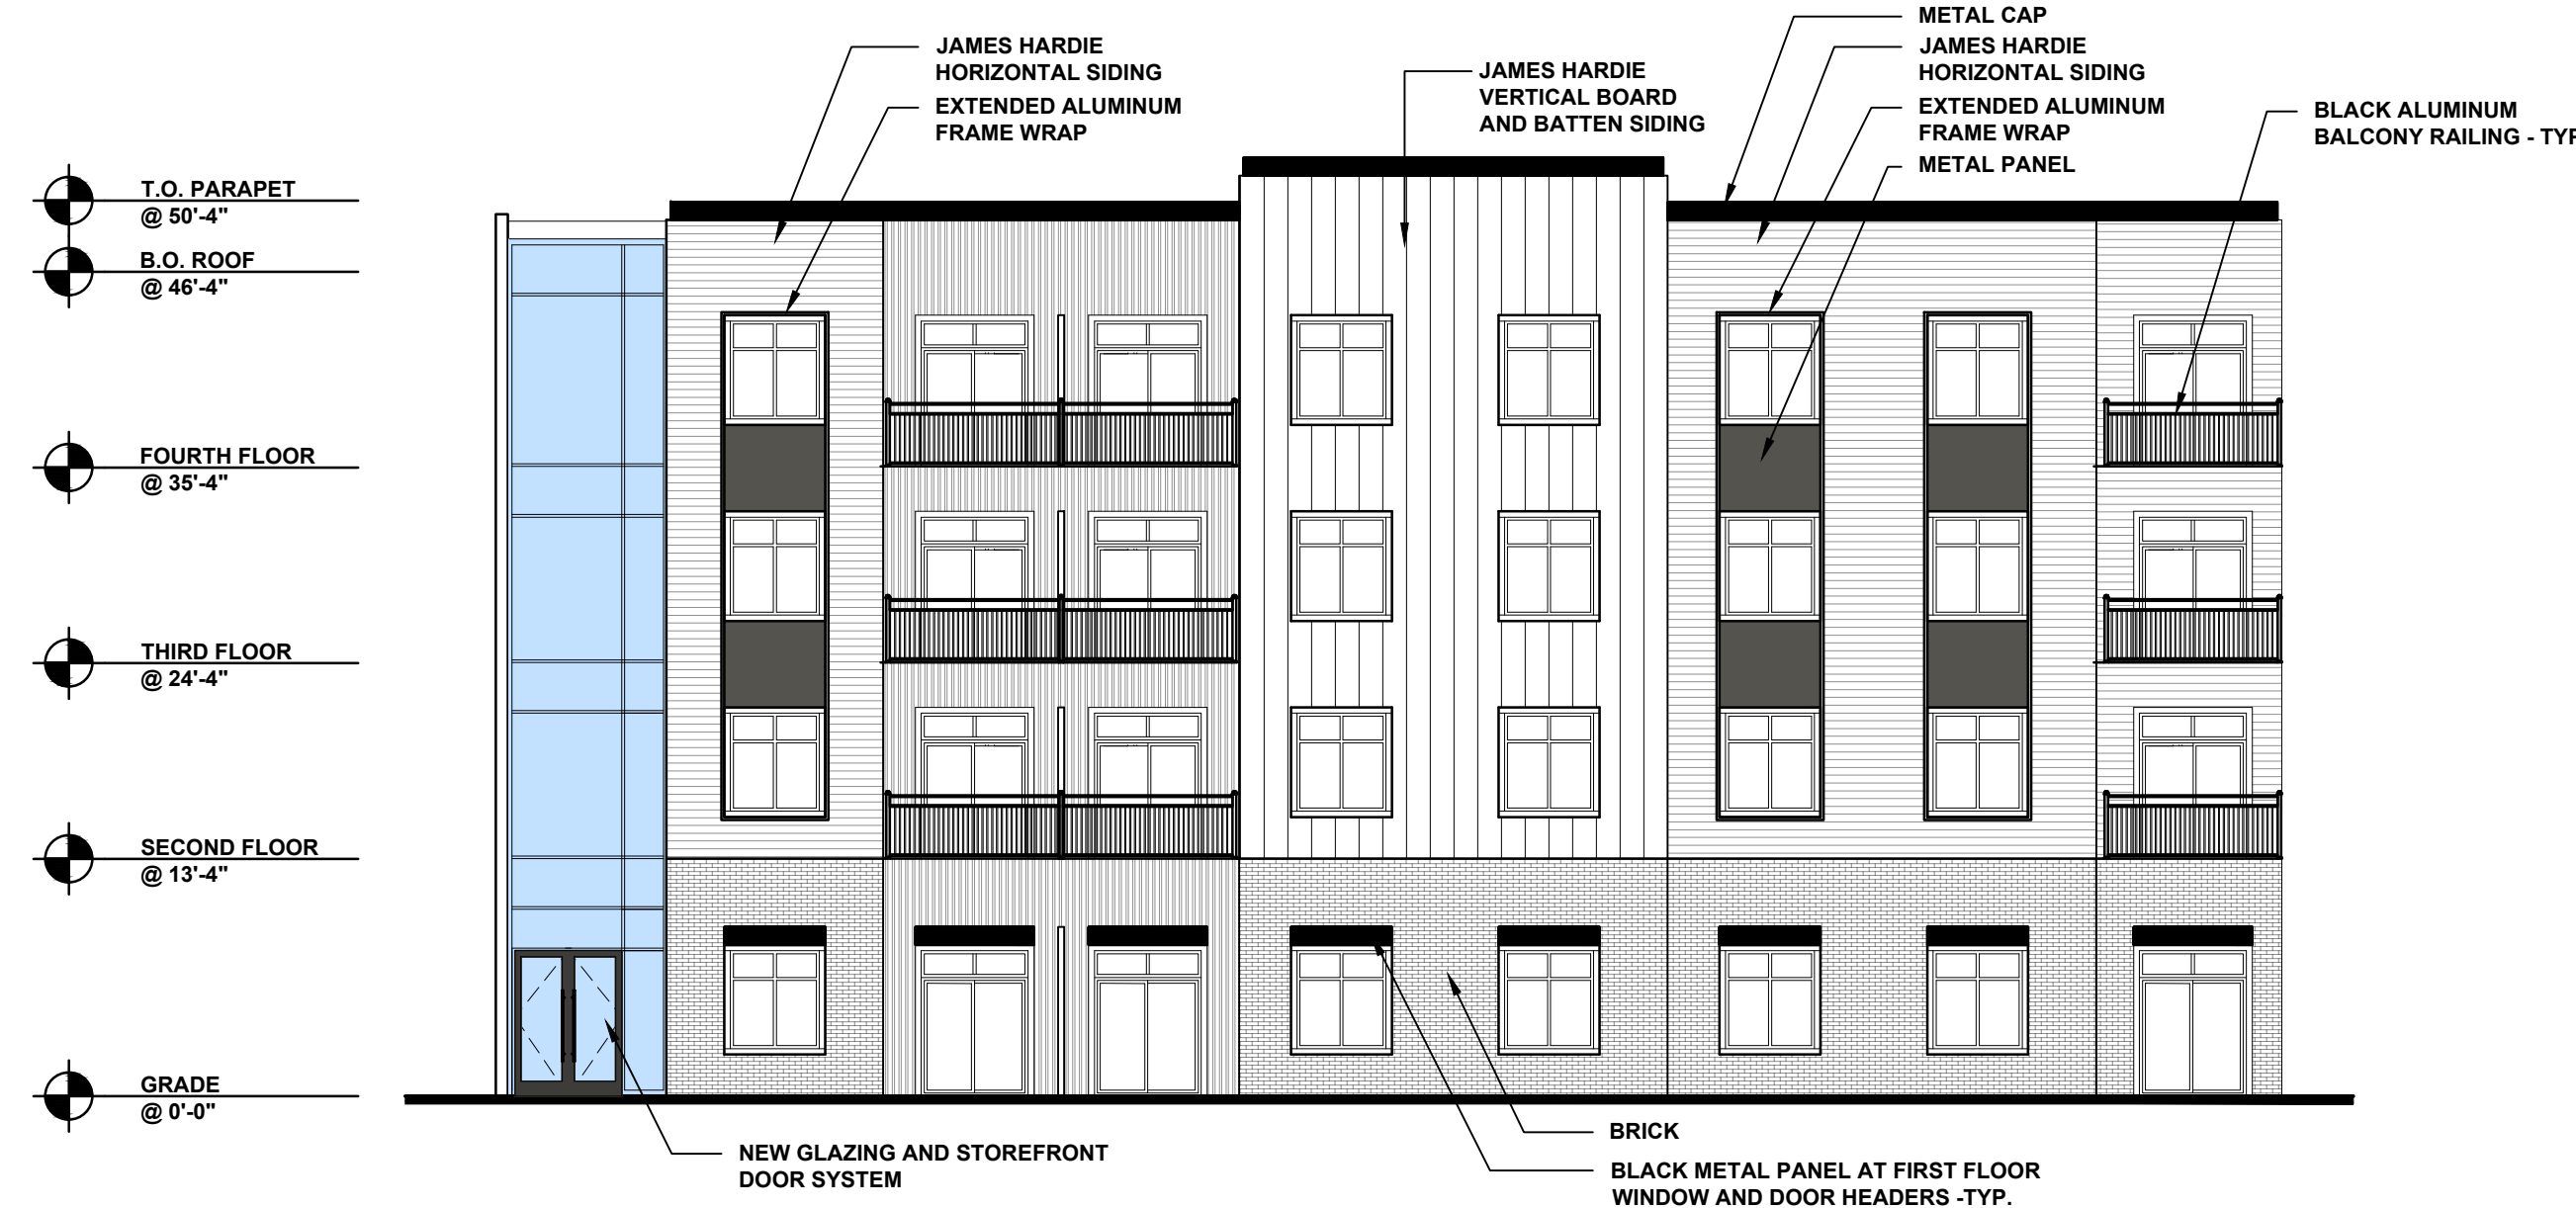 METAL CAP
JAMES HARDIE
HORIZONTAL SIDING
EXTENDED ALUMINUM
FRAME WRAP
JAMES HARDIE
VERTICAL BOARD
AND BATTEN SIDING
JAMES HARDIE
HORIZONTAL SIDING
EXTENDED ALUMINUM
FRAME WRAP
METAL PANEL
BLACK ALUMINUM
BALCONY RAILING - TYP
T.O. PARAPET
@ 50'-4"
B.O. ROOF
@ 46'-4"
FOURTH FLOOR
@ 35'-4"
THIRD FLOOR
@ 24'-4"
SECOND FLOOR
@ 13'-4"
GRADE
@ 0'-0"
NEW GLAZING AND STOREFRONT
DOOR SYSTEM
BRICK
BLACK METAL PANEL AT FIRST FLOOR
WINDOW AND DOOR HEADERS -TYP.